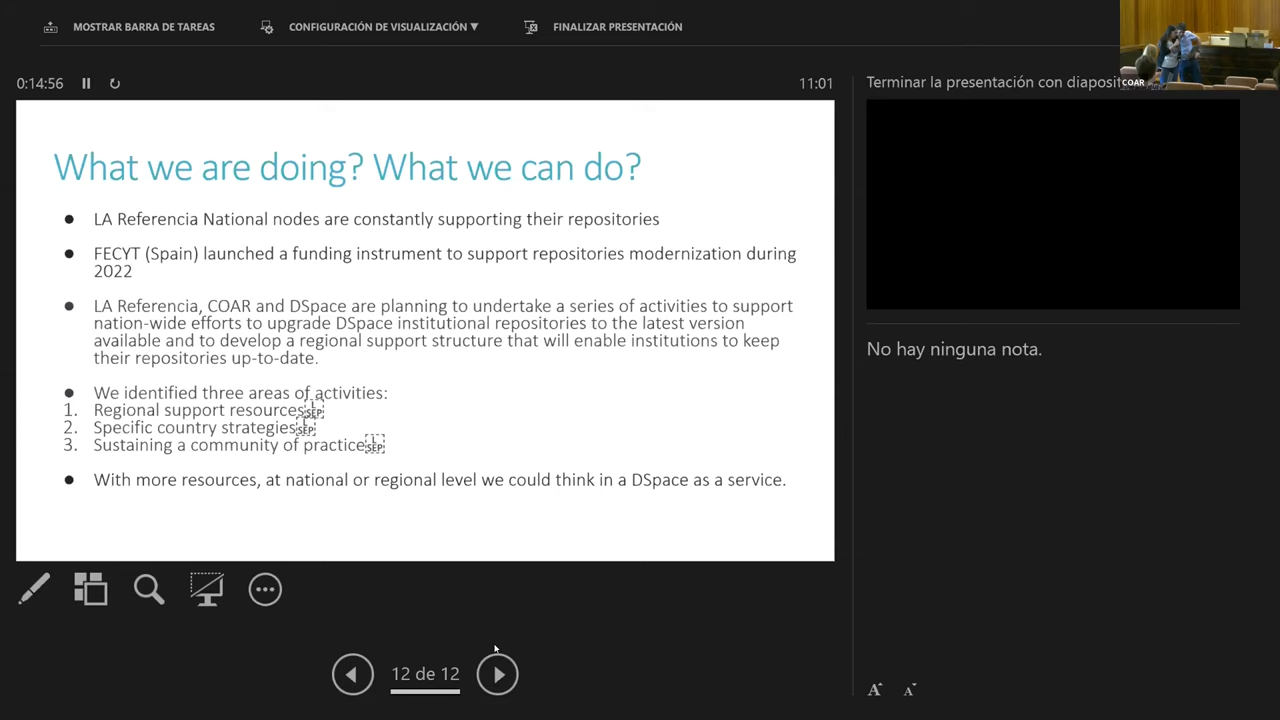 MOSTRAR BARRA DE TAREAS
CONFIGURACIÓN DE VISUALIZACIÓN ▼
FINALIZAR PRESENTACIÓN
COAR
0:14:56
11:01
Terminar la presentación con diaposit
What we are doing? What we can do?
● LA Referencia National nodes are constantly supporting their repositories
● FECYT (Spain) launched a funding instrument to support repositories modernization during
2022
● LA Referencia, COAR and DSpace are planning to undertake a series of activities to support
nation-wide efforts to upgrade DSpace institutional repositories to the latest version
available and to develop a regional support structure that will enable institutions to keep
their repositories up-to-date.
● We identified three areas of activities:
1. Regional support resources L SEP
2. Specific country strategies L SEP
3. Sustaining a community of practice L SEP
● With more resources, at national or regional level we could think in a DSpace as a service.
No hay ninguna nota.
12 de 12
A A